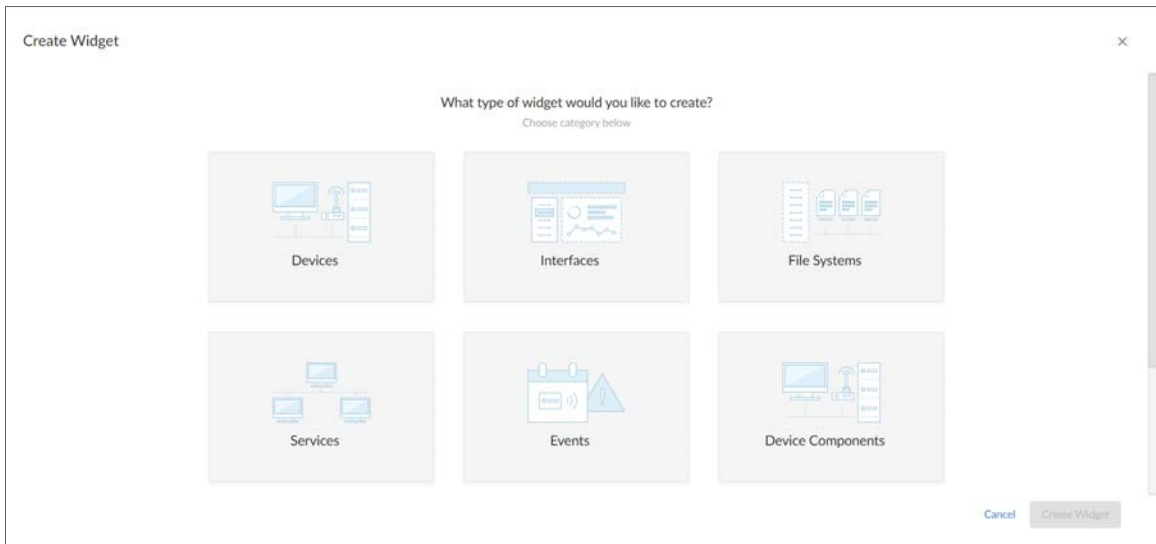 Create Widget
What type of widget would you like to create?
Choose category below
Devices
Interfaces
File Systems
Services
Events
Device Components
Cancel
Create Widget